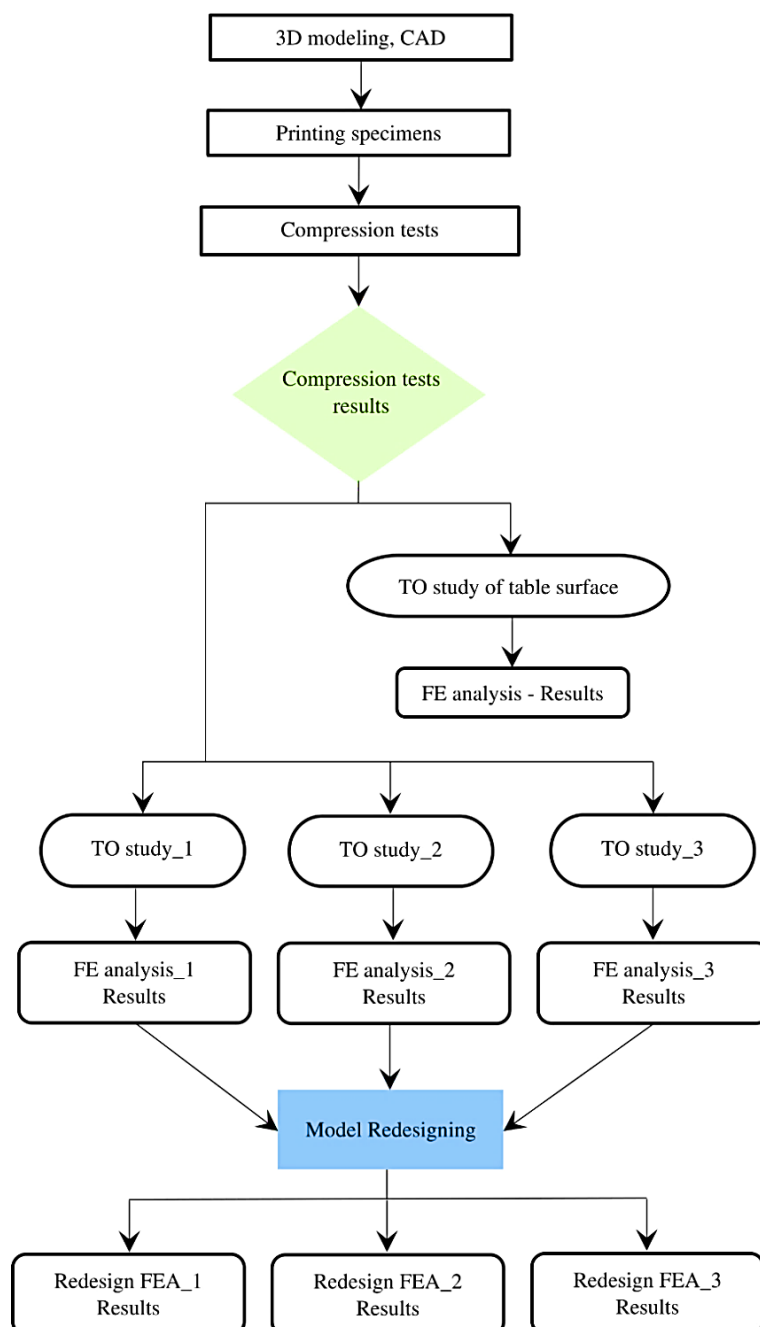 3D modeling, CAD
Printing specimens
Compression tests
Compression tests
results
TO study of table surface
FE analysis - Results
TO study_1
TO study_2
TO study_3
FE analysis_1
Results
FE analysis_2
Results
FE analysis_3
Results
Model Redesigning
Redesign FEA_1
Results
Redesign FEA_2
Results
Redesign FEA_3
Results